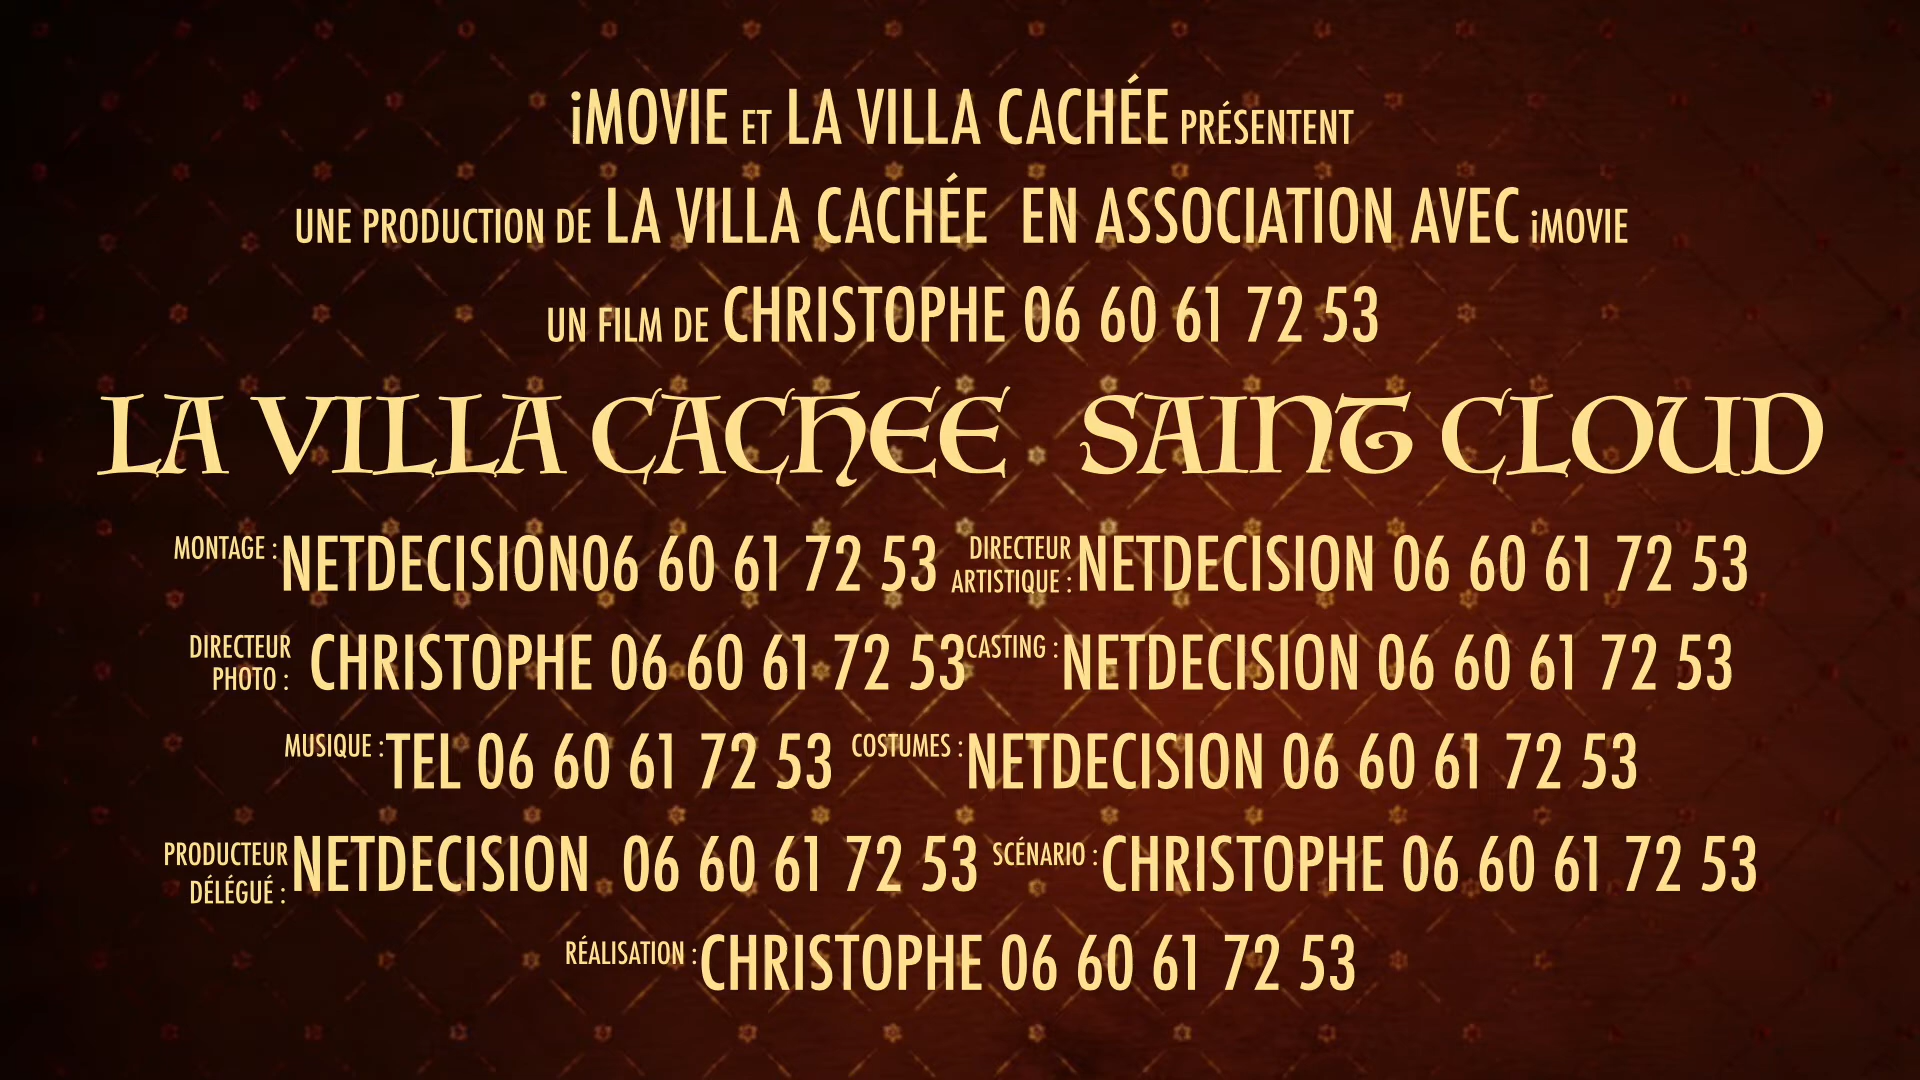 iMOVIE ET LA VILLA CACHÉE PRÉSENTENT
UNE PRODUCTION DE LA VILLA CACHÉE EN ASSOCIATION AVEC iMOVIE
UN FILM DE CHRISTOPHE 06 60 61 72 53
LA VILLA CACHEE SAINT CLOUD
MONTAGE : NETDECISION06 60 61 72 53 DIRECTEUR ARTISTIQUE : NETDECISION 06 60 61 72 53
DIRECTEUR PHOTO : CHRISTOPHE 06 60 61 72 53 CASTING : NETDECISION 06 60 61 72 53
MUSIQUE : TEL 06 60 61 72 53 COSTUMES : NETDECISION 06 60 61 72 53
PRODUCTEUR DÉLÉGUÉ : NETDECISION 06 60 61 72 53 SCÉNARIO : CHRISTOPHE 06 60 61 72 53
RÉALISATION : CHRISTOPHE 06 60 61 72 53